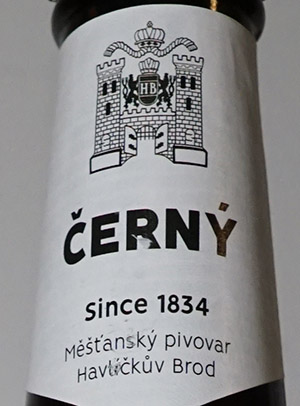 HB
ČERNÝ
Since 1834
Měšťanský pivovar
Havlíčkův Brod